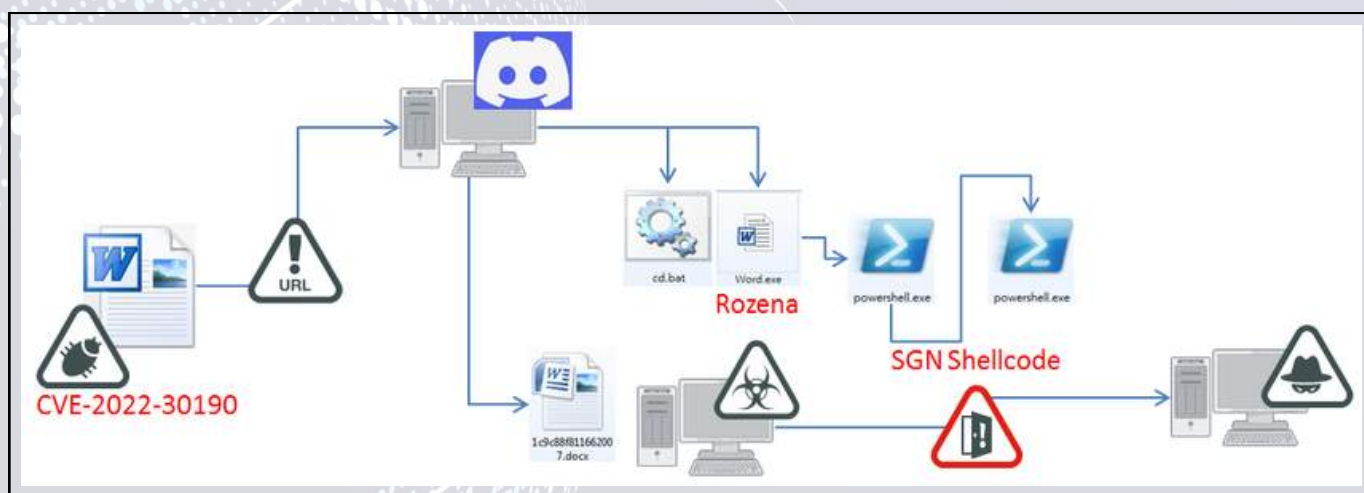 URL
CVE-2022-30190
cd.bat
Word.exe
Rozena
powershell.exe
powershell.exe
SGN Shellcode
1c9c88f81166200
7.docx